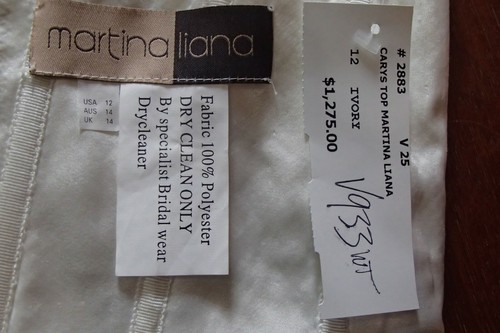 martina liana
USA 12
AUS 14
UK 14
Fabric 100% Polyester
DRY CLEAN ONLY
By specialist Bridal wear
Drycleaner
# 2883 V 25
CARYS TOP MARTINA LIANA
12 IVORY
$1,275.00